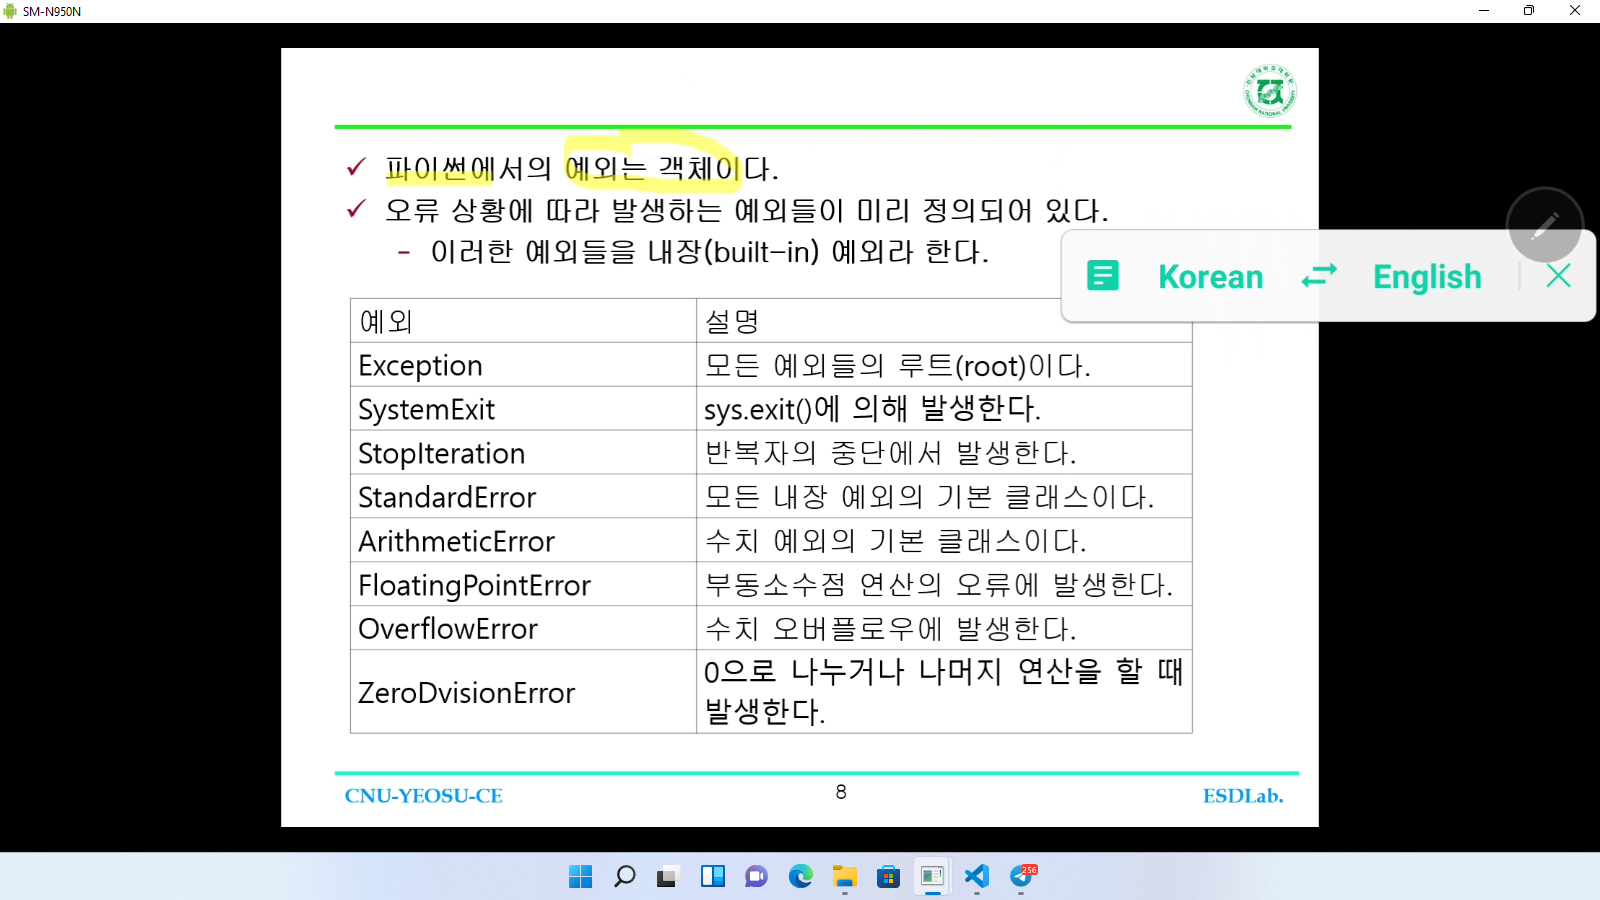 SM-N950N
파이썬에서의 예외는 객체이다.
오류 상황에 따라 발생하는 예외들이 미리 정의되어 있다.
- 이러한 예외들을 내장(built-in) 예외라 한다.
Korean English
예외 설명
Exception 모든 예외들의 루트(root)이다.
SystemExit sys.exit()에 의해 발생한다.
StopIteration 반복자의 중단에서 발생한다.
StandardError 모든 내장 예외의 기본 클래스이다.
ArithmeticError 수치 예외의 기본 클래스이다.
FloatingPointError 부동소수점 연산의 오류에 발생한다.
OverflowError 수치 오버플로우에 발생한다.
ZeroDvisionError 0으로 나누거나 나머지 연산을 할 때
발생한다.
CNU-YEOSU-CE 8 ESDLab.
256